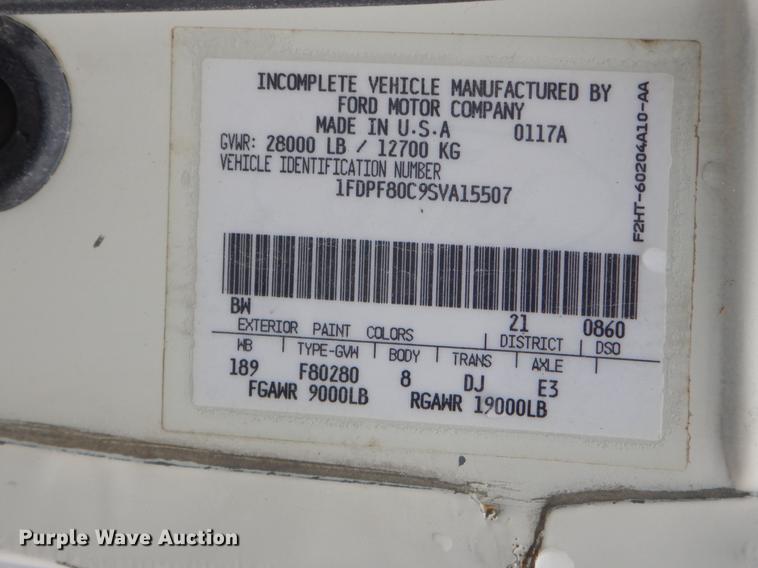 INCOMPLETE VEHICLE MANUFACTURED BY
FORD MOTOR COMPANY
MADE IN U.S.A 0117A
GVWR: 28000 LB / 12700 KG
VEHICLE IDENTIFICATION NUMBER
1FDPF80C9SVA15507
F2HT-60204A10-AA
BW 21 0860
EXTERIOR PAINT COLORS DISTRICT DSO
WB TYPE-GVW BODY TRANS AXLE
189 F80280 8 DJ E3
FGAWR 9000LB RGAWR 19000LB
Purple Wave Auction